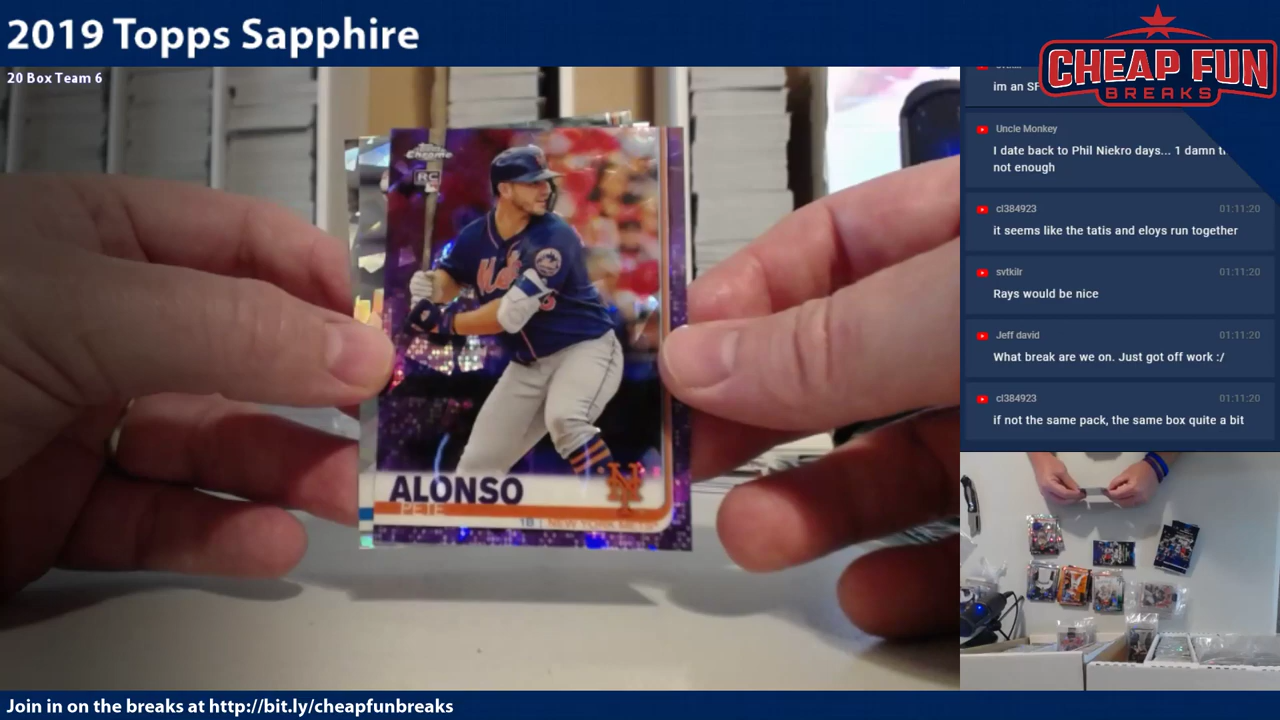 2019 Topps Sapphire
20 Box Team 6
CHEAP FUN
BREAKS
im an SF
Uncle Monkey
I date back to Phil Niekro days... 1 damn
not enough
cl384923
01:11:20
it seems like the tatis and eloys run together
svtkilr
01:11:20
Rays would be nice
Jeff david
01:11:20
What break are we on. Just got off work :/
cl384923
01:11:20
if not the same pack, the same box quite a bit
Topps
Chrome
RC
Mets
NY
ALONSO
PETE
1B | NEW YORK METS
Join in on the breaks at http://bit.ly/cheapfunbreaks